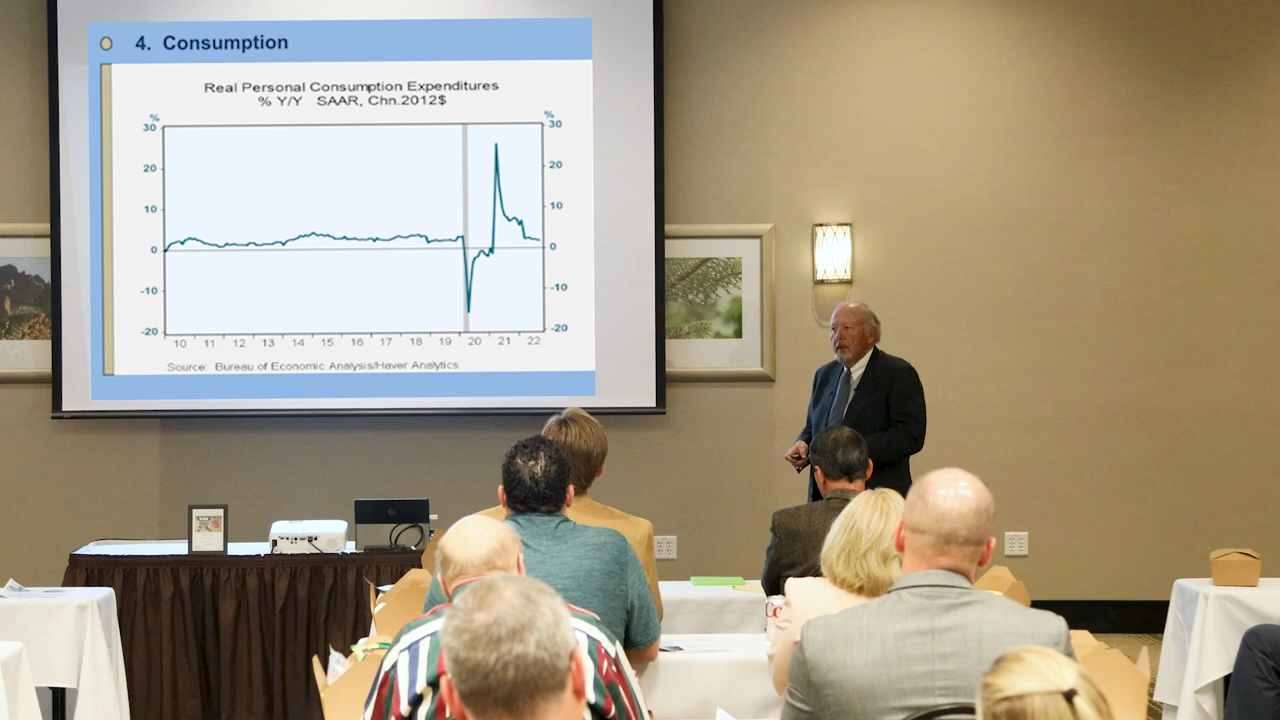 4. Consumption
Real Personal Consumption Expenditures
% Y/Y SAAR, Chn.2012$
% %
30 30
20 20
10 10
0 0
-10 -10
-20 -20
10 11 12 13 14 15 16 17 18 19 20 21 22
Source: Bureau of Economic Analysis/Haver Analytics